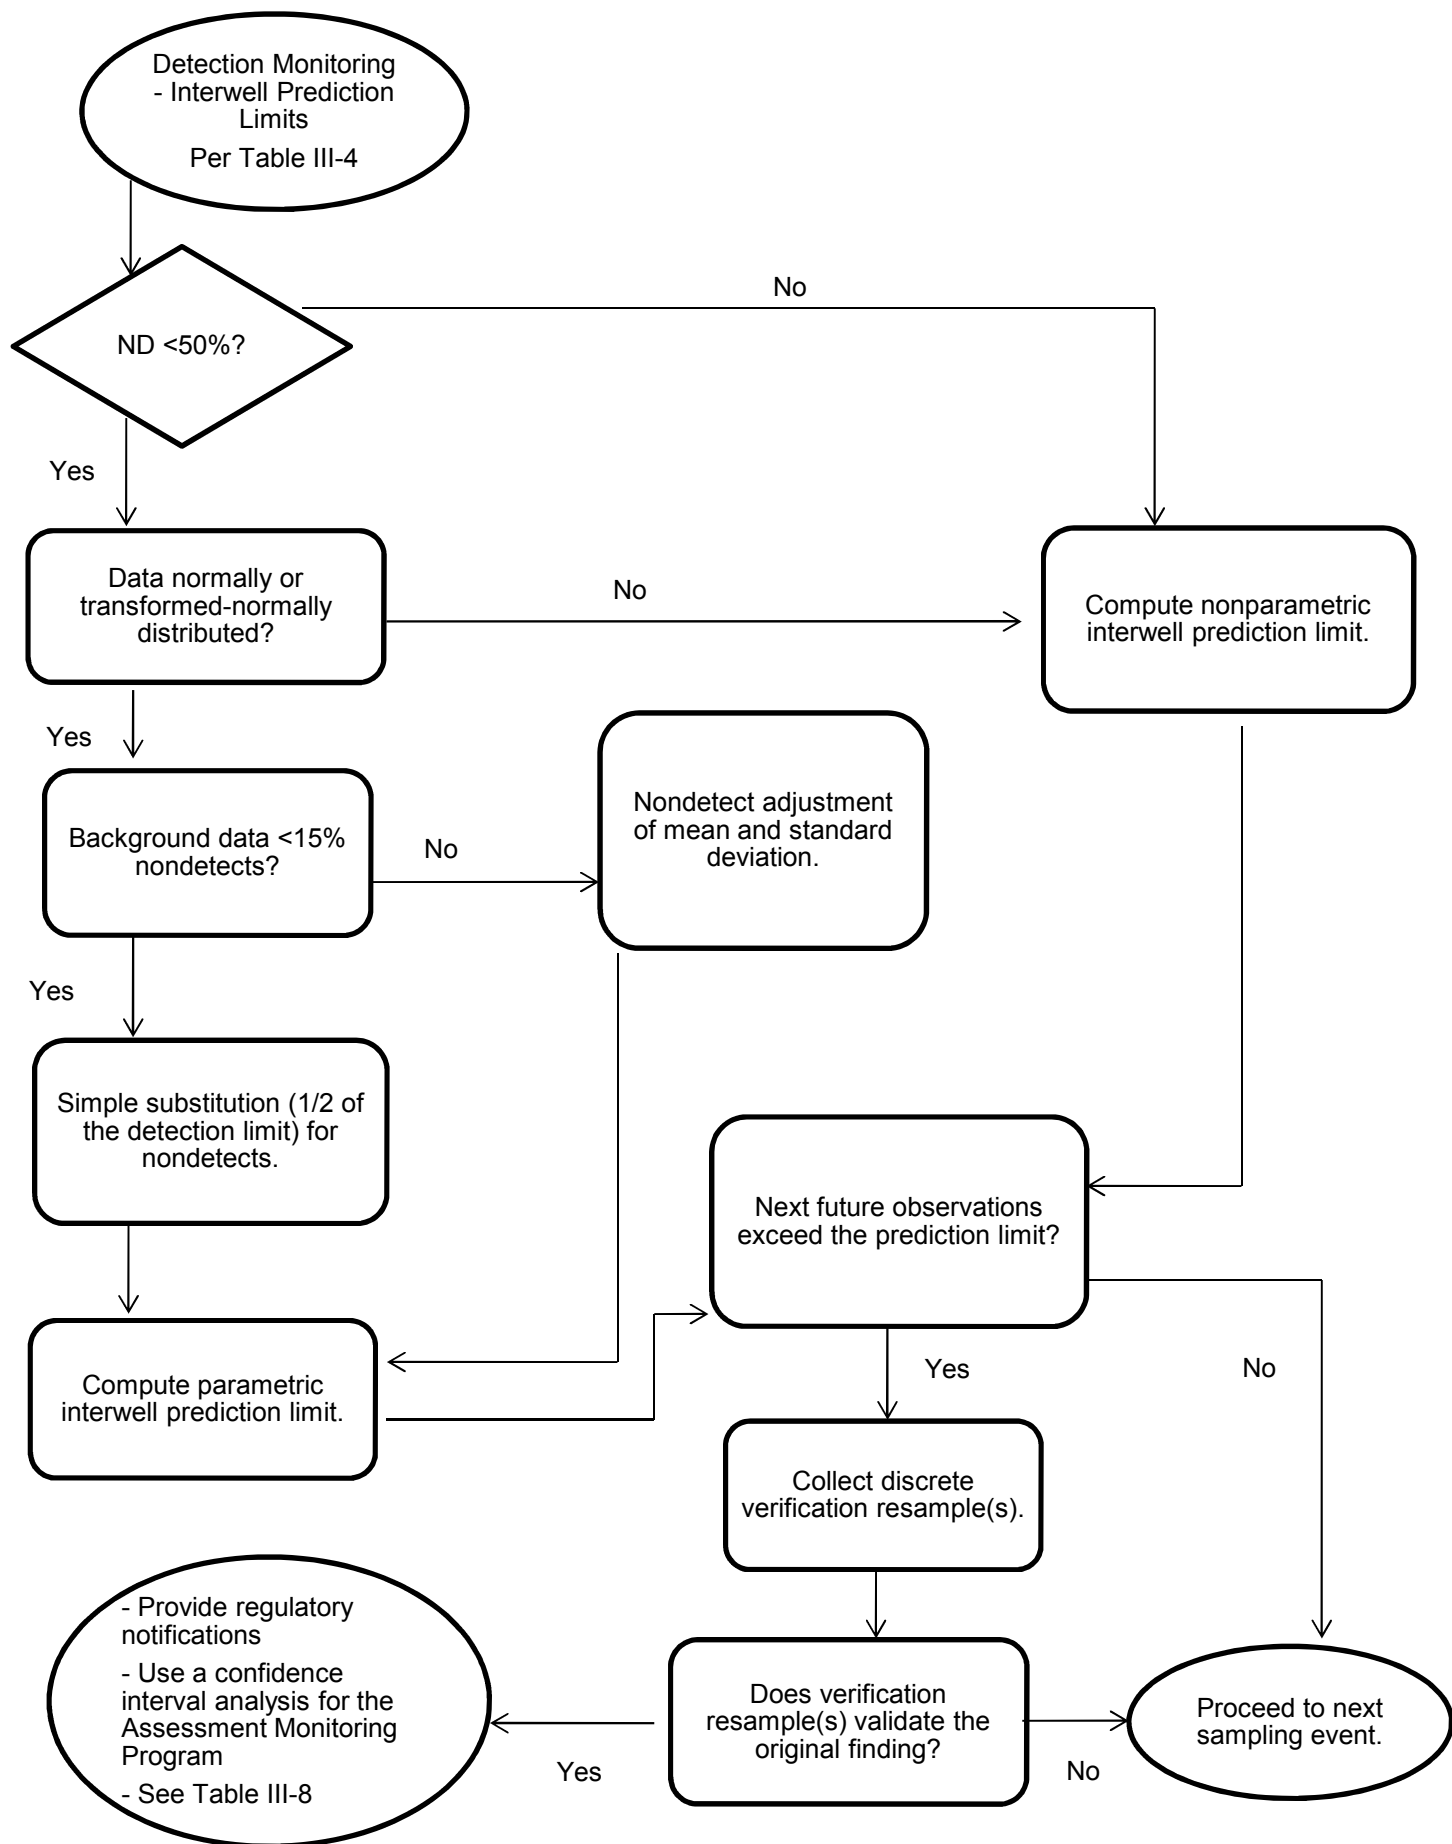 Detection Monitoring
- Interwell Prediction
Limits
Per Table III-4
No
ND <50%?
Yes
Data normally or
transformed-normally
distributed?
No
Compute nonparametric
interwell prediction limit.
Yes
Nondetect adjustment
of mean and standard
deviation.
Background data <15%
nondetects?
No
Yes
Simple substitution (1/2 of
the detection limit) for
nondetects.
Next future observations
exceed the prediction limit?
Compute parametric
interwell prediction limit.
Yes
No
Collect discrete
verification resample(s).
- Provide regulatory
notifications
- Use a confidence
interval analysis for the
Assessment Monitoring
Program
- See Table III-8
Yes
Does verification
resample(s) validate the
original finding?
No
Proceed to next
sampling event.